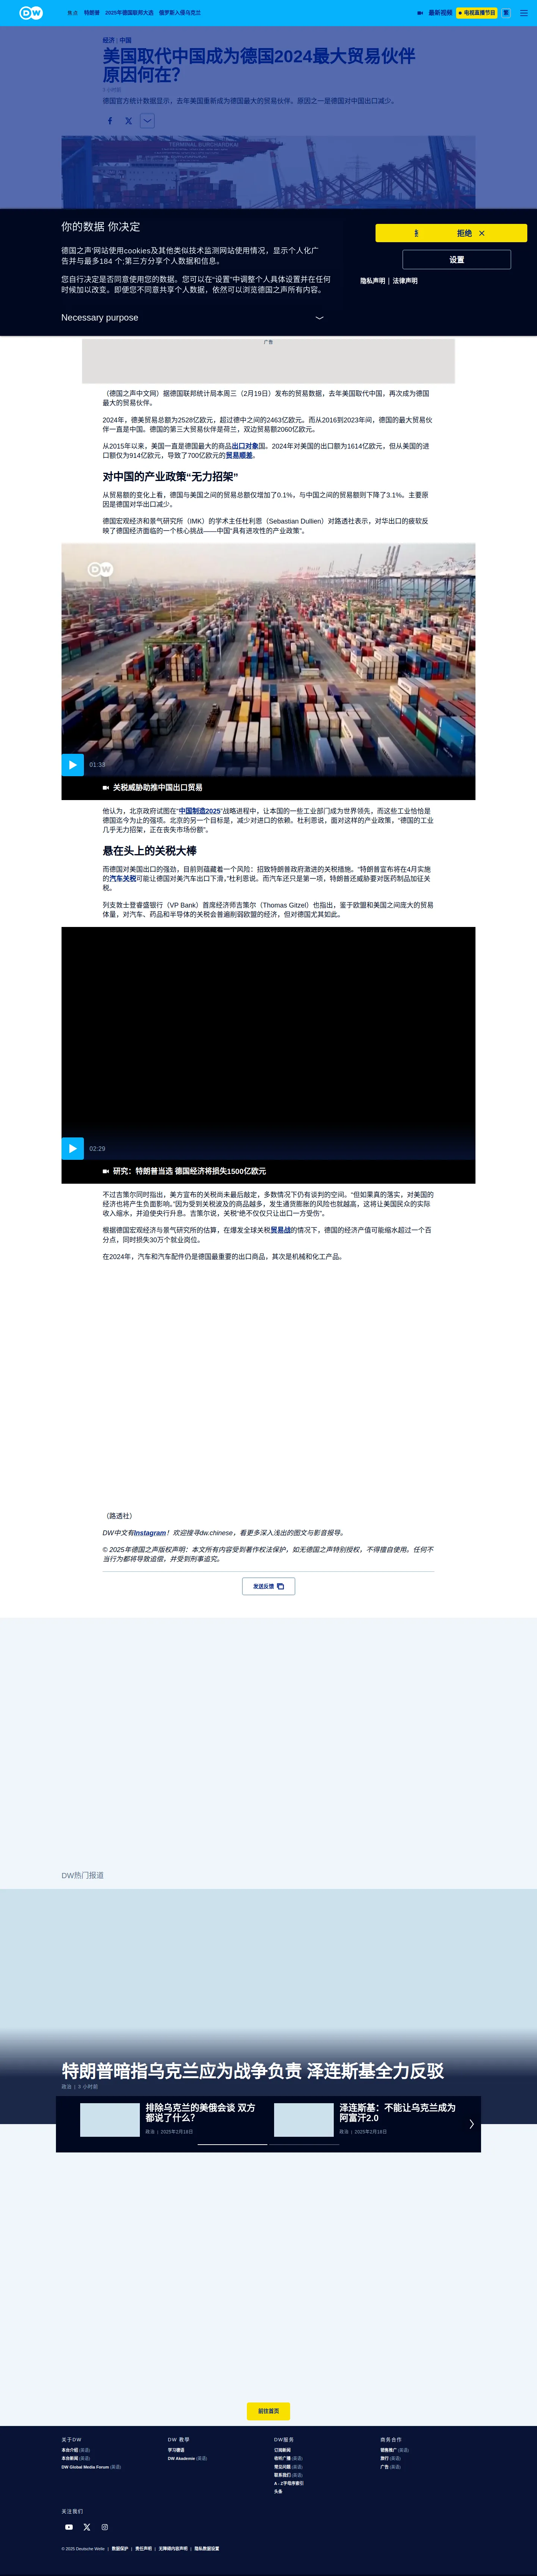 DW
焦点
特朗普
2025年德国联邦大选
俄罗斯入侵乌克兰
最新视频
电视直播节目
繁
经济 中国
美国取代中国成为德国2024最大贸易伙伴
原因何在？
3 小时前
德国官方统计数据显示，去年美国重新成为德国最大的贸易伙伴。原因之一是德国对中国出口减少。
TERMINAL BURCHARDKAI
你的数据 你决定
德国之声'网站使用cookies及其他类似技术监测网站使用情况，显示个人化广
告并与最多184 个;第三方分享个人数据和信息。
您自行决定是否同意使用您的数据。您可以在"设置"中调整个人具体设置并在任何
时候加以改变。即便您不同意共享个人数据，依然可以浏览德国之声所有内容。
Necessary purpose
拒绝
设置
隐私声明 | 法律声明
广告
（德国之声中文网）据德国联邦统计局本周三（2月19日）发布的贸易数据，去年美国取代中国，再次成为德国
最大的贸易伙伴。
2024年，德美贸易总额为2528亿欧元，超过德中之间的2463亿欧元。而从2016到2023年间，德国的最大贸易伙
伴一直是中国。德国的第三大贸易伙伴是荷兰，双边贸易额2060亿欧元。
从2015年以来，美国一直是德国最大的商品出口对象国。2024年对美国的出口额为1614亿欧元，但从美国的进
口额仅为914亿欧元，导致了700亿欧元的贸易顺差。
对中国的产业政策“无力招架”
从贸易额的变化上看，德国与美国之间的贸易总额仅增加了0.1%，与中国之间的贸易额则下降了3.1%。主要原
因是德国对华出口减少。
德国宏观经济和景气研究所（IMK）的学术主任杜利恩（Sebastian Dullien）对路透社表示，对华出口的疲软反
映了德国经济面临的一个核心挑战——中国“具有进攻性的产业政策”。
DW
01:33
关税威胁助推中国出口贸易
他认为，北京政府试图在“中国制造2025”战略进程中，让本国的一些工业部门成为世界领先，而这些工业恰恰是
德国迄今为止的强项。北京的另一个目标是，减少对进口的依赖。杜利恩说，面对这样的产业政策，“德国的工业
几乎无力招架，正在丧失市场份额”。
悬在头上的关税大棒
而德国对美国出口的强劲，目前则蕴藏着一个风险：招致特朗普政府激进的关税措施。“特朗普宣布将在4月实施
的汽车关税可能让德国对美汽车出口下滑，”杜利恩说。而汽车还只是第一项，特朗普还威胁要对医药制品加征关
税。
列支敦士登睿盛银行（VP Bank）首席经济师吉策尔（Thomas Gitzel）也指出，鉴于欧盟和美国之间庞大的贸易
体量，对汽车、药品和半导体的关税会普遍削弱欧盟的经济，但对德国尤其如此。
02:29
研究：特朗普当选 德国经济将损失1500亿欧元
不过吉策尔同时指出，美方宣布的关税尚未最后敲定，多数情况下仍有谈判的空间。“但如果真的落实，对美国的
经济也将产生负面影响。”因为受到关税波及的商品越多，发生通货膨胀的风险也就越高，这将让美国民众的实际
收入缩水，并迫使央行升息。吉策尔说，关税“绝不仅仅只让出口一方受伤”。
根据德国宏观经济与景气研究所的估算，在爆发全球关税贸易战的情况下，德国的经济产值可能缩水超过一个百
分点，同时损失30万个就业岗位。
在2024年，汽车和汽车配件仍是德国最重要的出口商品，其次是机械和化工产品。
（路透社）
DW中文有Instagram！欢迎搜寻dw.chinese，看更多深入浅出的图文与影音报导。
© 2025年德国之声版权声明：本文所有内容受到著作权法保护，如无德国之声特别授权，不得擅自使用。任何不
当行为都将导致追偿，并受到刑事追究。
发送反馈
DW热门报道
特朗普暗指乌克兰应为战争负责 泽连斯基全力反驳
政治 | 3 小时前
排除乌克兰的美俄会谈 双方
都说了什么？
政治 | 2025年2月18日
泽连斯基：不能让乌克兰成为
阿富汗2.0
政治 | 2025年2月18日
前往首页
关于DW
本台介绍 (英语)
本台新闻 (英语)
DW Global Media Forum (英语)
DW 教学
学习德语
DW Akademie (英语)
DW服务
订阅新闻
收听广播 (英语)
常见问题 (英语)
联系我们 (英语)
A - Z字母序索引
头条
商务合作
销售推广 (英语)
旅行 (英语)
广告 (英语)
关注我们
© 2025 Deutsche Welle | 数据保护 | 责任声明 | 无障碍内容声明 | 隐私数据设置